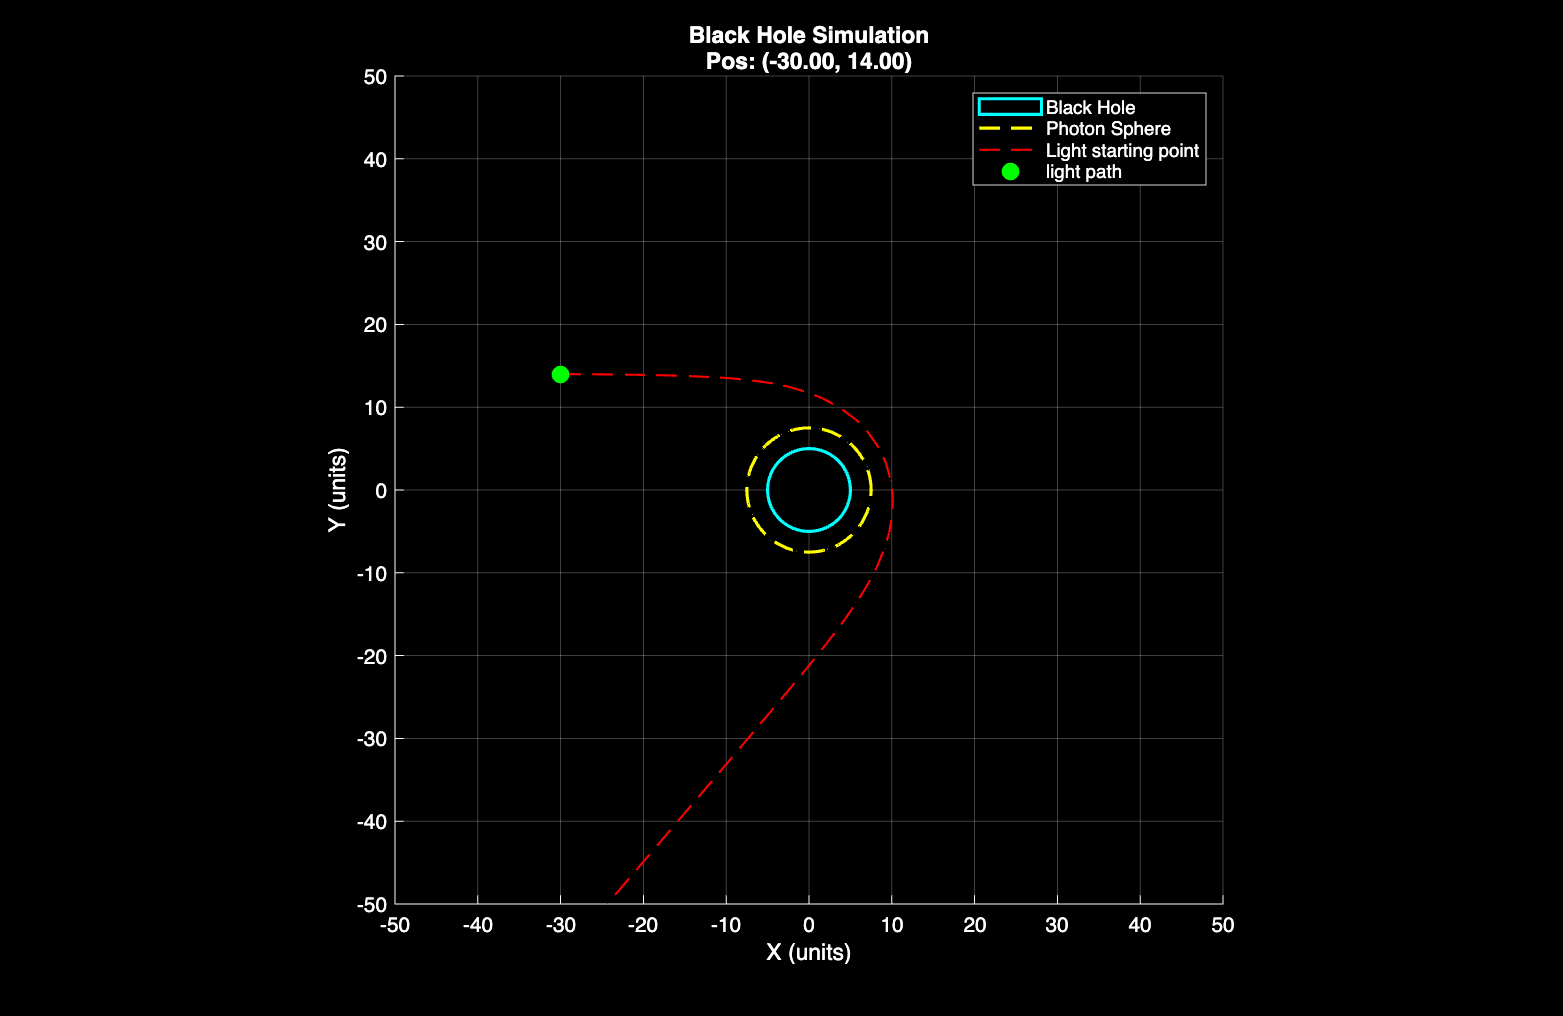 Black Hole Simulation
Pos: (-30.00, 14.00)
Black Hole
Photon Sphere
Light starting point
light path
50
40
30
20
10
0
-10
-20
-30
-40
-50
Y (units)
-50 -40 -30 -20 -10 0 10 20 30 40 50
X (units)